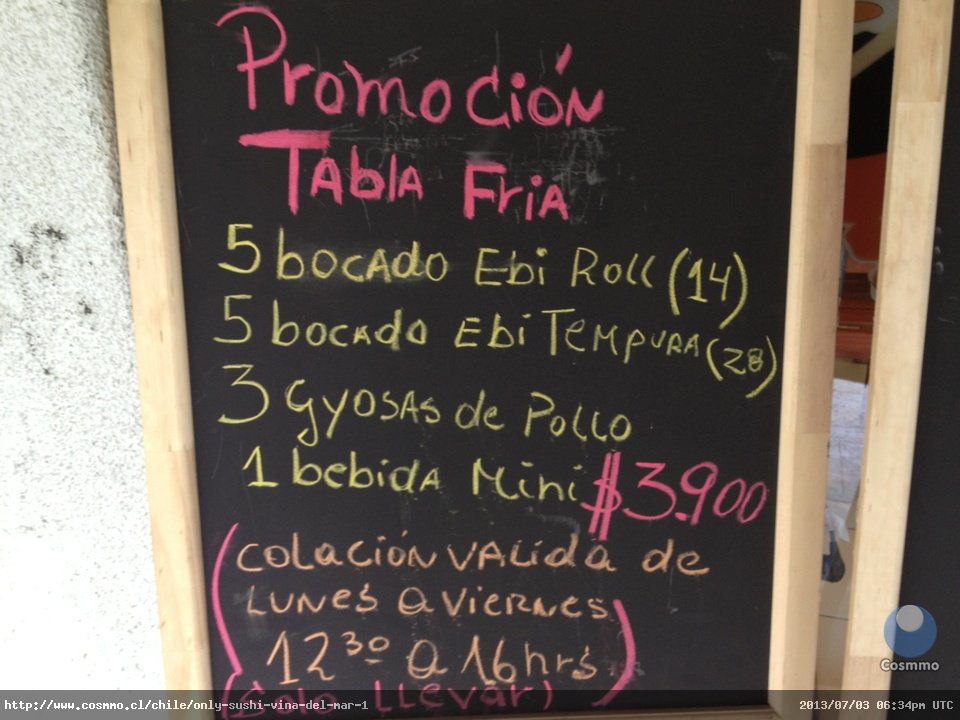 Promoción
Tabla Fria
5 bocado Ebi Roll (14)
5 bocado Ebi Tempura (28)
3 Gyosas de Pollo
1 bebida Mini $3.900
(Colación valida de
Lunes a Viernes
12³⁰ a 16hrs)
(Solo llevar)
Cosmmo
http://www.cosmmo.cl/chile/only-sushi-vina-del-mar-1
2013/07/03 06:34pm UTC